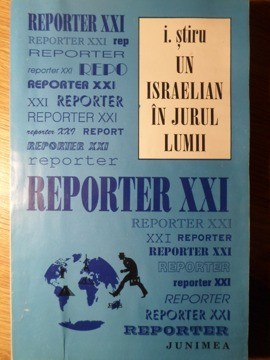 REPORTER XXI
REPORTER XXI rep
REPORTER
reporter XXI REPO
REPORTER XXI
XXI REPORTER
REPORTER XXI
reporter XXI REPORT
REPORTER XXI
reporter
i. știru
UN
ISRAELIAN
ÎN JURUL
LUMII
REPORTER XXI
REPORTER XXI
XXI REPORTER
REPORTER XXI
REPORTER
reporter XXI
REPORTER
REPORTER XXI
REPORTER
JUNIMEA